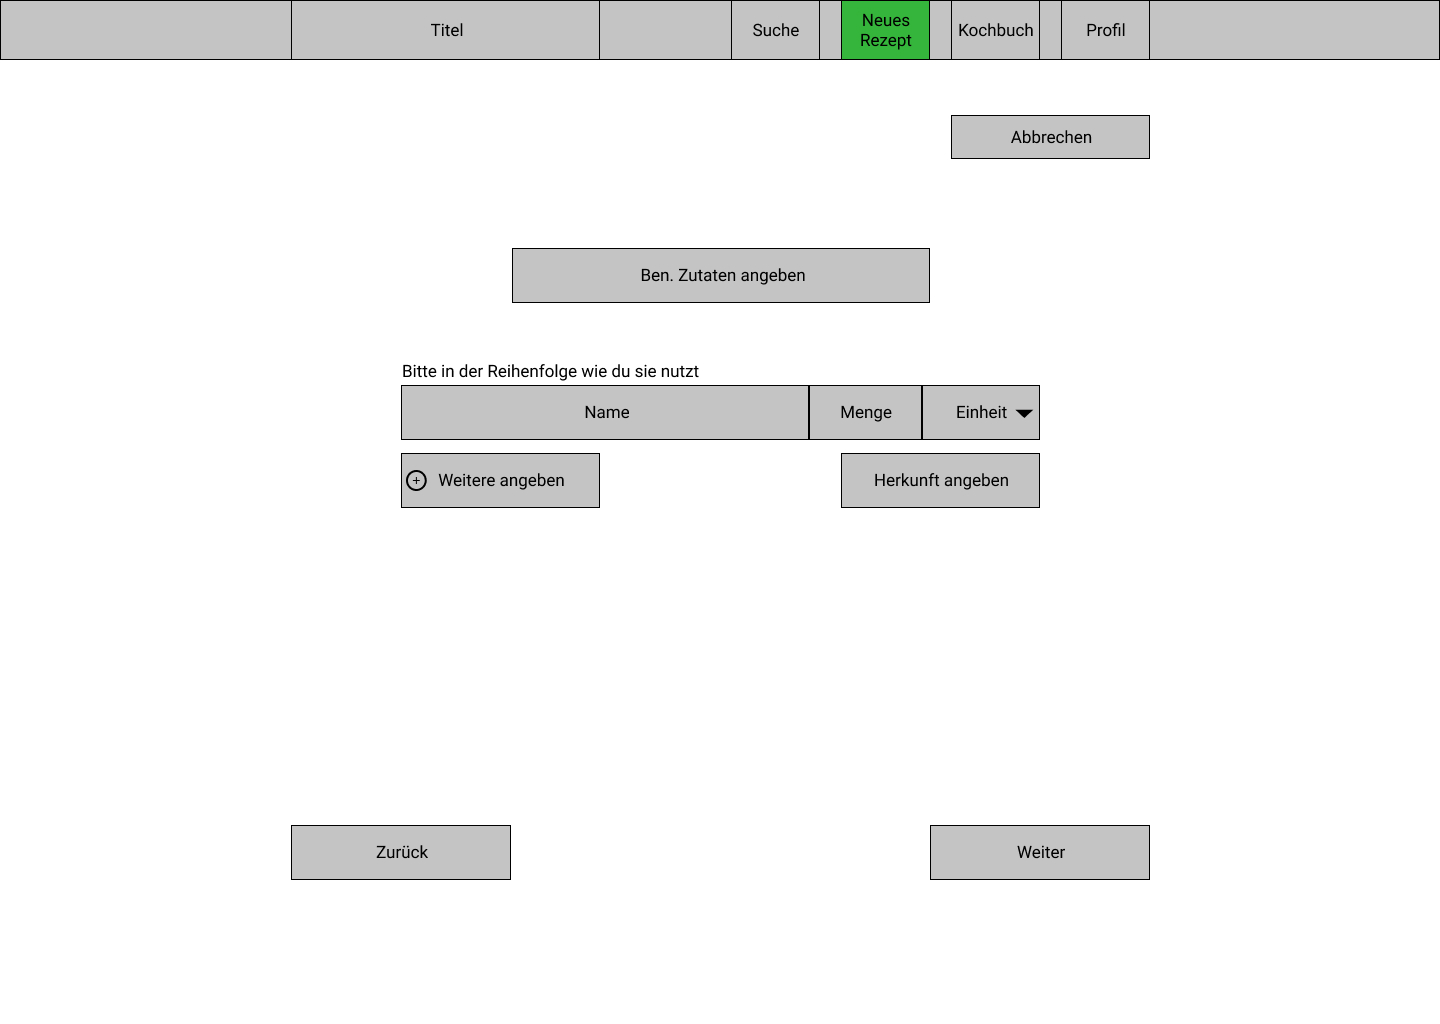 Titel
Suche
Neues
Rezept
Kochbuch
Profil
Abbrechen
Ben. Zutaten angeben
Bitte in der Reihenfolge wie du sie nutzt
Name
Menge
Einheit
+ Weitere angeben
Herkunft angeben
Zurück
Weiter